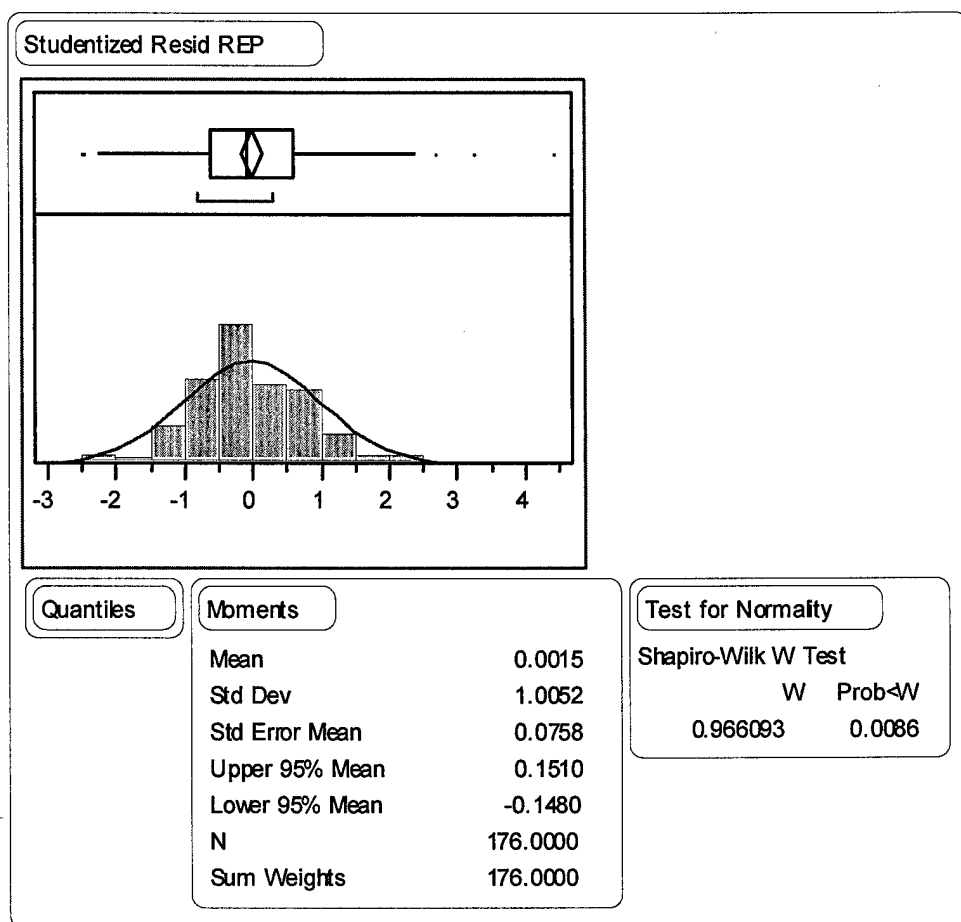 Studentized Resid REP
-3 -2 -1 0 1 2 3 4
Quantiles
Moments
Mean 0.0015
Std Dev 1.0052
Std Error Mean 0.0758
Upper 95% Mean 0.1510
Lower 95% Mean -0.1480
N 176.0000
Sum Weights 176.0000
Test for Normality
Shapiro-Wilk W Test
W Prob<W
0.966093 0.0086